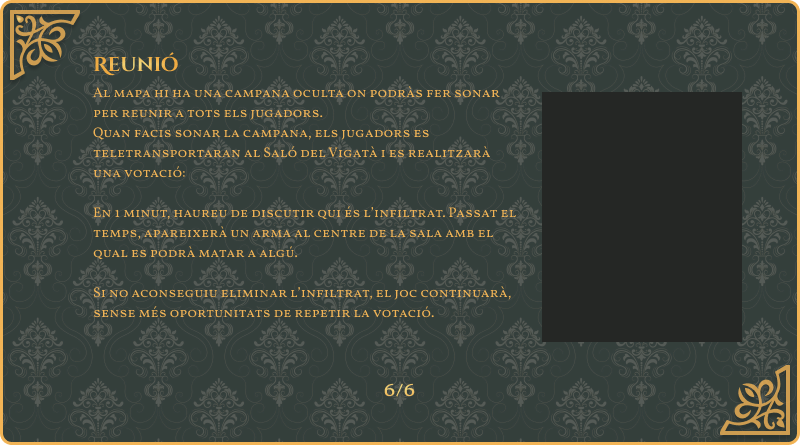 Reunió
Al mapa hi ha una campana oculta on podràs fer sonar
per reunir a tots els jugadors.
Quan facis sonar la campana, els jugadors es
teletransportaran al Saló del Vigatà i es realitzarà
una votació:
En 1 minut, haureu de discutir qui és l'infiltrat. Passat el
temps, apareixerà un arma al centre de la sala amb el
qual es podrà matar a algú.
Si no aconseguiu eliminar l'infiltrat, el joc continuarà,
sense més oportunitats de repetir la votació.
6/6